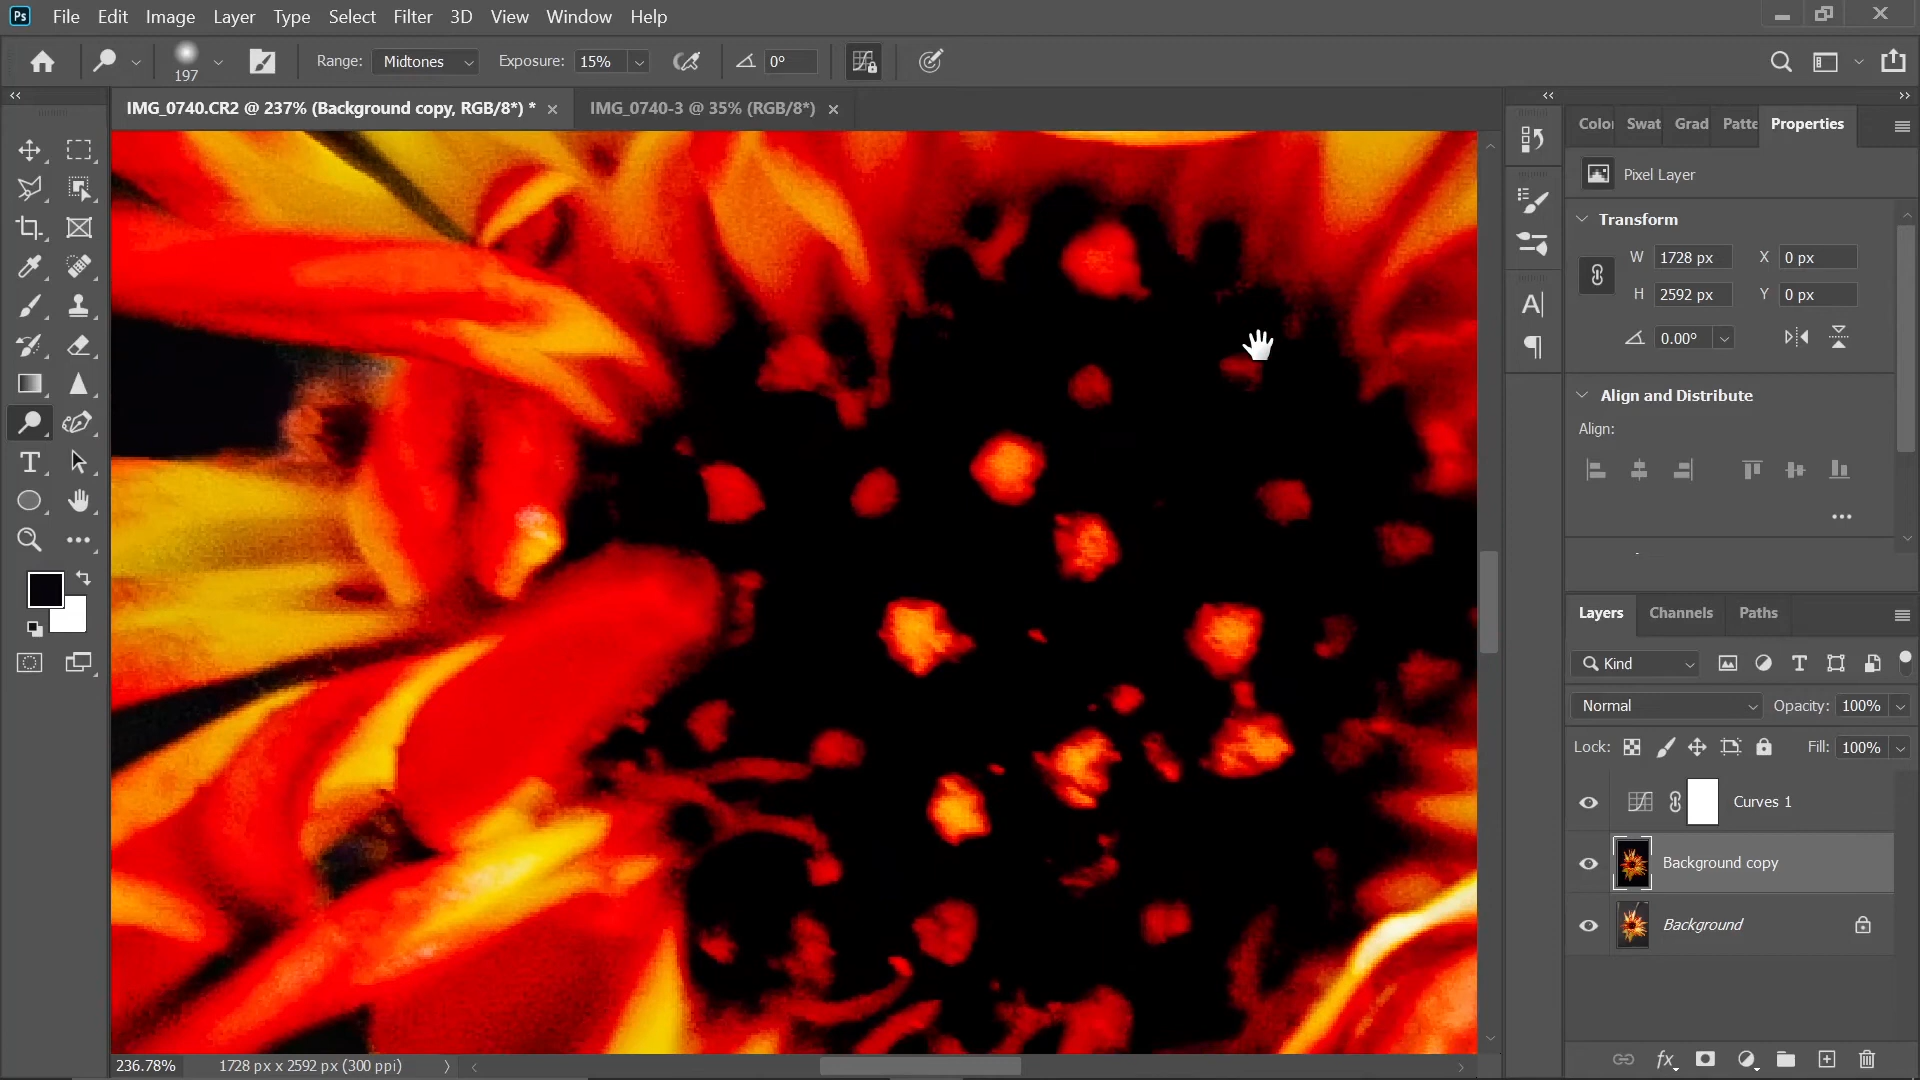 Ps File Edit Image Layer Type Select Filter 3D View Window Help
197 Range: Midtones Exposure: 15% 0°
IMG_0740.CR2 @ 237% (Background copy, RGB/8*) * IMG_0740-3 @ 35% (RGB/8*)
Color Swat Grad Patte Properties
Pixel Layer
Transform
W 1728 px X 0 px
H 2592 px Y 0 px
0.00°
Align and Distribute
Align:
Layers Channels Paths
Kind
Normal Opacity: 100%
Lock: Fill: 100%
Curves 1
Background copy
Background
236.78% 1728 px x 2592 px (300 ppi)